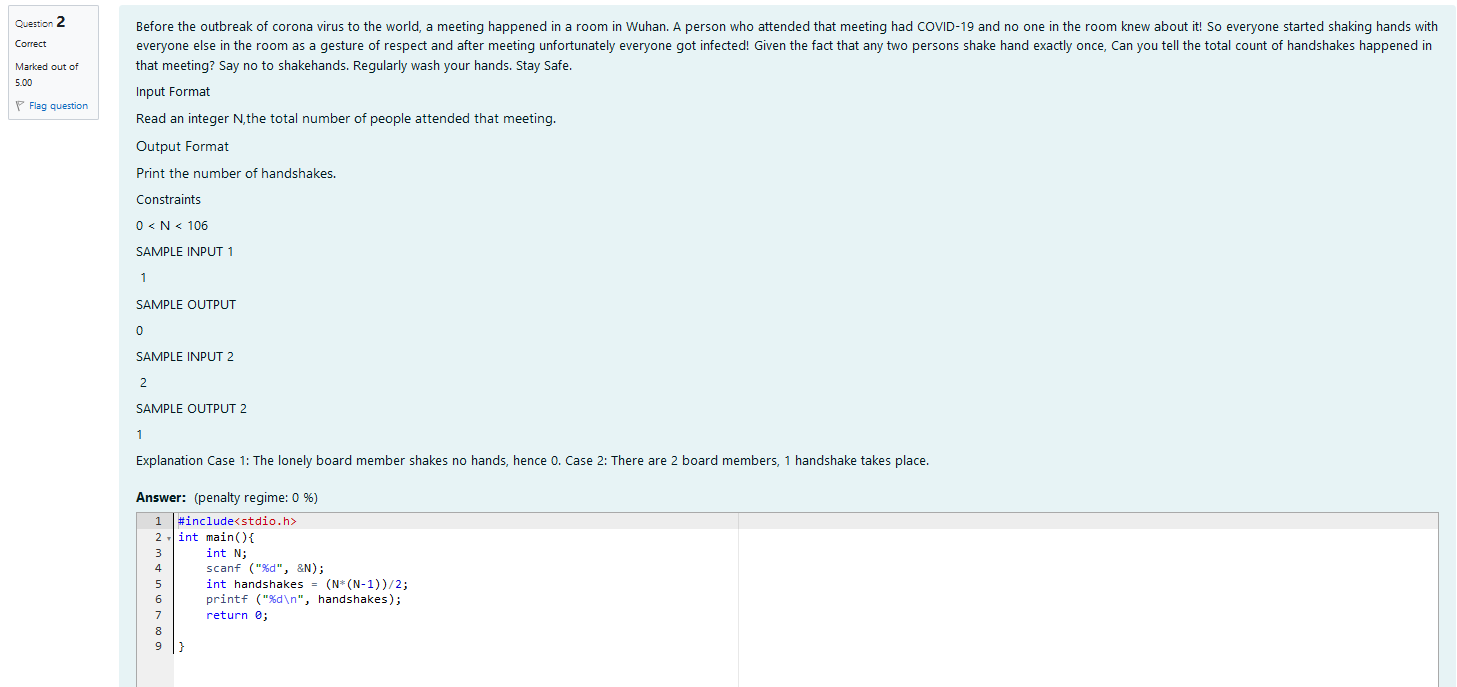 Question 2
Correct
Marked out of
5.00
Flag question
Before the outbreak of corona virus to the world, a meeting happened in a room in Wuhan. A person who attended that meeting had COVID-19 and no one in the room knew about it! So everyone started shaking hands with
everyone else in the room as a gesture of respect and after meeting unfortunately everyone got infected! Given the fact that any two persons shake hand exactly once, Can you tell the total count of handshakes happened in
that meeting? Say no to shakehands. Regularly wash your hands. Stay Safe.
Input Format
Read an integer N,the total number of people attended that meeting.
Output Format
Print the number of handshakes.
Constraints
0 < N < 106
SAMPLE INPUT 1
1
SAMPLE OUTPUT
0
SAMPLE INPUT 2
2
SAMPLE OUTPUT 2
1
Explanation Case 1: The lonely board member shakes no hands, hence 0. Case 2: There are 2 board members, 1 handshake takes place.
Answer: (penalty regime: 0 %)
1 #include<stdio.h>
2 int main(){
3 int N;
4 scanf ("%d", &N);
5 int handshakes = (N*(N-1))/2;
6 printf ("%d\n", handshakes);
7 return 0;
8
9 }